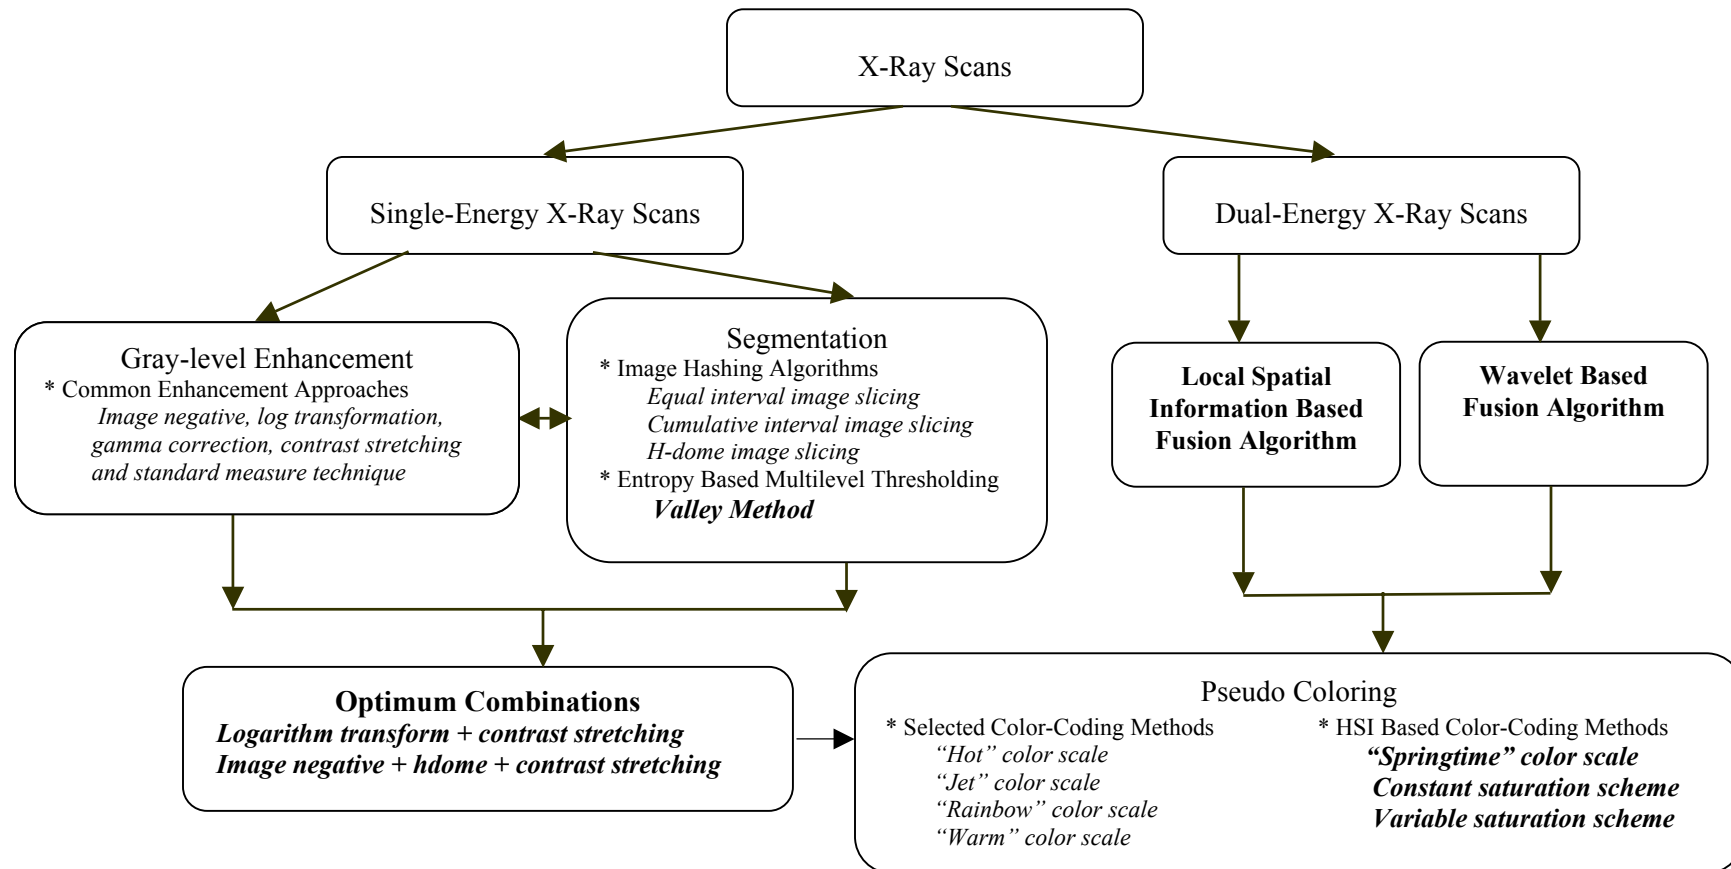 X-Ray Scans
Single-Energy X-Ray Scans
Dual-Energy X-Ray Scans
Gray-level Enhancement
* Common Enhancement Approaches
Image negative, log transformation,
gamma correction, contrast stretching
and standard measure technique
Segmentation
* Image Hashing Algorithms
Equal interval image slicing
Cumulative interval image slicing
H-dome image slicing
* Entropy Based Multilevel Thresholding
Valley Method
Local Spatial
Information Based
Fusion Algorithm
Wavelet Based
Fusion Algorithm
Optimum Combinations
Logarithm transform + contrast stretching
Image negative + hdome + contrast stretching
Pseudo Coloring
* Selected Color-Coding Methods
“Hot” color scale
“Jet” color scale
“Rainbow” color scale
“Warm” color scale
* HSI Based Color-Coding Methods
“Springtime” color scale
Constant saturation scheme
Variable saturation scheme